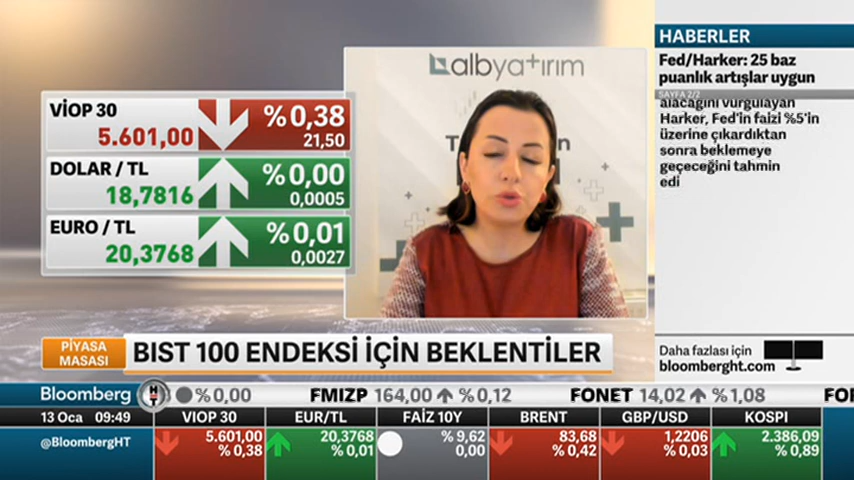 albyatırım
VİOP 30
5.601,00
%0,38
21,50
DOLAR / TL
18,7816
%0,00
0,0005
EURO / TL
20,3768
%0,01
0,0027
HABERLER
Fed/Harker: 25 baz
puanlık artışlar uygun
SAYFA 2/2
alacağını vurgulayan
Harker, Fed'in faizi %5'in
üzerine çıkardıktan
sonra beklemeye
geçeceğini tahmin
edi
Daha fazlası için
bloomberght.com
PİYASA
MASASI
BIST 100 ENDEKSİ İÇİN BEKLENTİLER
Bloomberg HT
%0,00 FMIZP 164,00 %0,12 FONET 14,02 %1,08 FOR
13 Oca 09:49
@BloombergHT
VIOP 30
5.601,00
%0,38
EUR/TL
20,3768
%0,01
FAİZ 10Y
%9,62
0,00
BRENT
83,68
%0,42
GBP/USD
1,2206
%0,03
KOSPI
2.386,09
%0,89